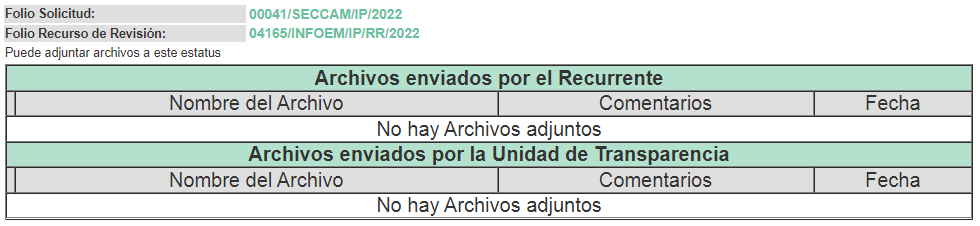 Folio Solicitud: 00041/SECCAM/IP/2022
Folio Recurso de Revisión: 04165/INFOEM/IP/RR/2022
Puede adjuntar archivos a este estatus
Archivos enviados por el Recurrente
Nombre del Archivo Comentarios Fecha
No hay Archivos adjuntos
Archivos enviados por la Unidad de Transparencia
Nombre del Archivo Comentarios Fecha
No hay Archivos adjuntos